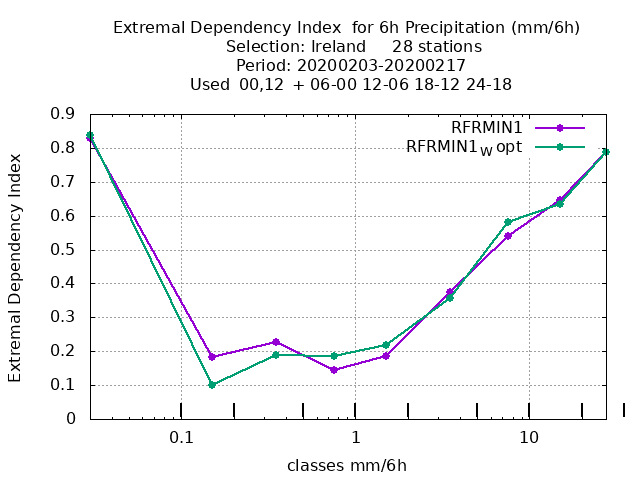 Extremal Dependency Index  for 6h Precipitation (mm/6h)
Selection: Ireland     28 stations
Period: 20200203-20200217
Used  00,12  + 06-00 12-06 18-12 24-18
RFRMIN1
RFRMIN1W opt
Extremal Dependency Index
0.9
0.8
0.7
0.6
0.5
0.4
0.3
0.2
0.1
0
0.1 1 10
classes mm/6h